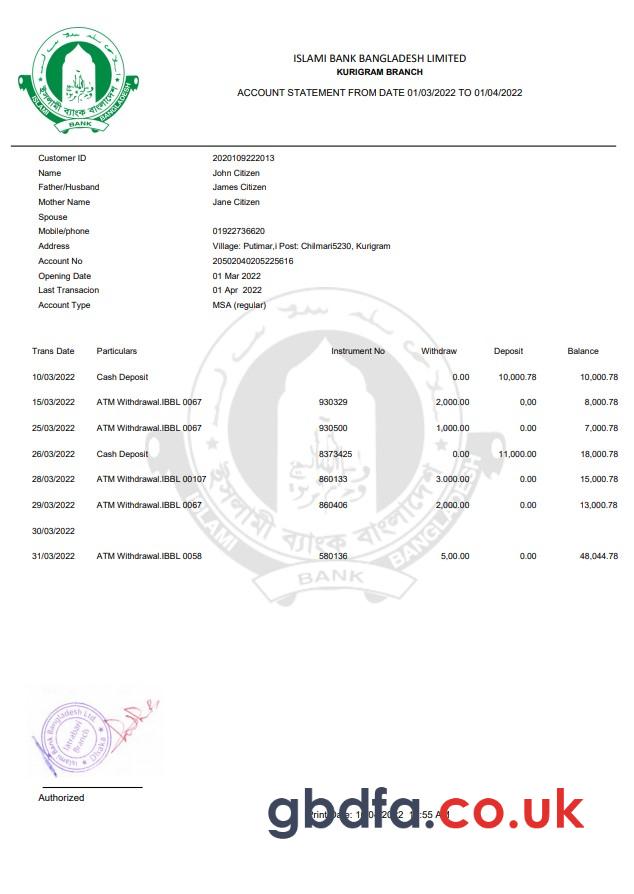 ISLAMI BANK BANGLADESH LIMITED
KURIGRAM BRANCH
ACCOUNT STATEMENT FROM DATE 01/03/2022 TO 01/04/2022
ইসলামী ব্যাংক বাংলাদেশ
ISLAMI BANK BANGLADESH
Customer ID 2020109222013
Name John Citizen
Father/Husband James Citizen
Mother Name Jane Citizen
Spouse
Mobile/phone 01922736620
Address Village: Putimar,i Post: Chilmari5230, Kurigram
Account No 20502040205225616
Opening Date 01 Mar 2022
Last Transacion 01 Apr 2022
Account Type MSA (regular)
Trans Date Particulars Instrument No Withdraw Deposit Balance
10/03/2022 Cash Deposit 0.00 10,000.78 10,000.78
15/03/2022 ATM Withdrawal.IBBL 0067 930329 2,000.00 0,00 8,000.78
25/03/2022 ATM Withdrawal.IBBL 0067 930500 1,000.00 0.00 7,000.78
26/03/2022 Cash Deposit 8373425 0.00 11,000.00 18,000.78
28/03/2022 ATM Withdrawal.IBBL 00107 860133 3.000.00 0.00 15,000.78
29/03/2022 ATM Withdrawal.IBBL 0067 860406 2,000.00 0.00 13,000.78
30/03/2022
31/03/2022 ATM Withdrawal.IBBL 0058 580136 5,00.00 0.00 48,044.78
ইসলামী ব্যাংক বাংলাদেশ
ISLAMI BANK BANGLADESH
Islami Bank Bangladesh Ltd.
Branch
Dhaka
Authorized
gbdfa.co.uk